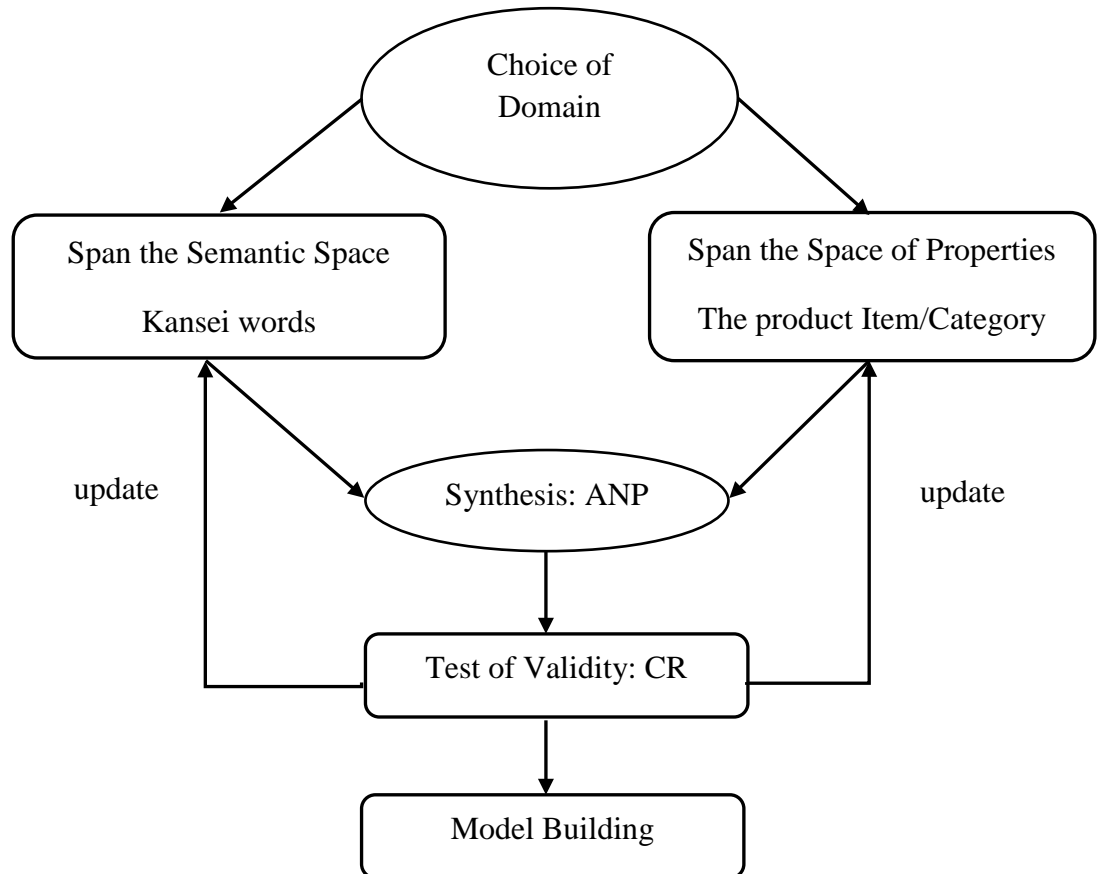 Choice of
Domain
Span the Semantic Space
Kansei words
Span the Space of Properties
The product Item/Category
update
Synthesis: ANP
update
Test of Validity: CR
Model Building